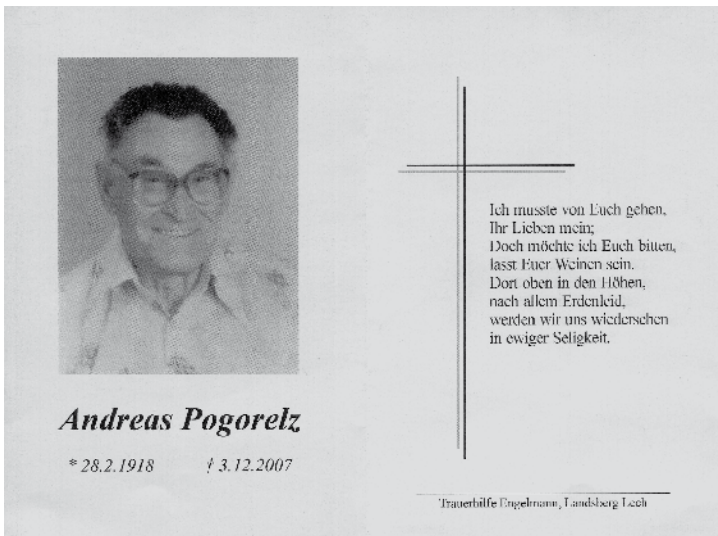 Andreas Pogorelz
* 28.2.1918 † 3.12.2007
Ich musste von Euch gehen,
Ihr Lieben mein;
Doch möchte ich Euch bitten,
lasst Euer Weinen sein.
Dort oben in den Höhen,
nach allem Erdenleid,
werden wir uns wiedersehen
in ewiger Seligkeit.
Trauerhilfe Engelmann, Landsberg Lech